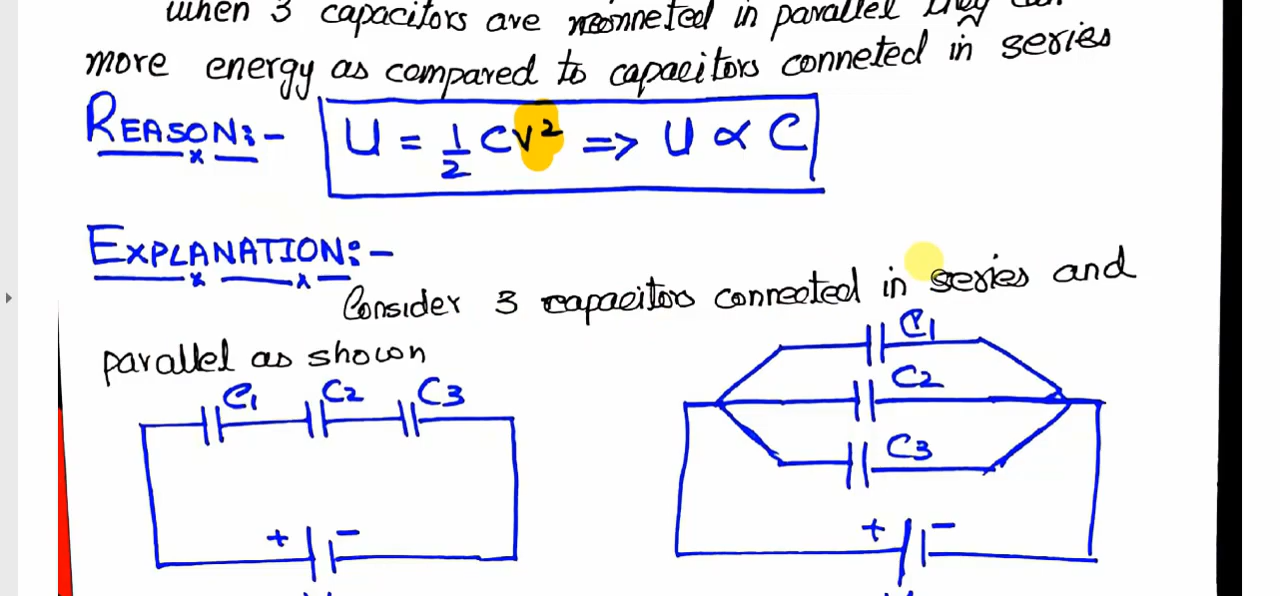 when 3 capacitors are in parallel they
more energy as compared to capacitors conneted in series
REASON:-
U = 1/2 CV² => U ∝ C
EXPLANATION:-
Consider 3 capacitors connected in series and
parallel as shown
C1 C2 C3
+ -
C1
C2
C3
+ -